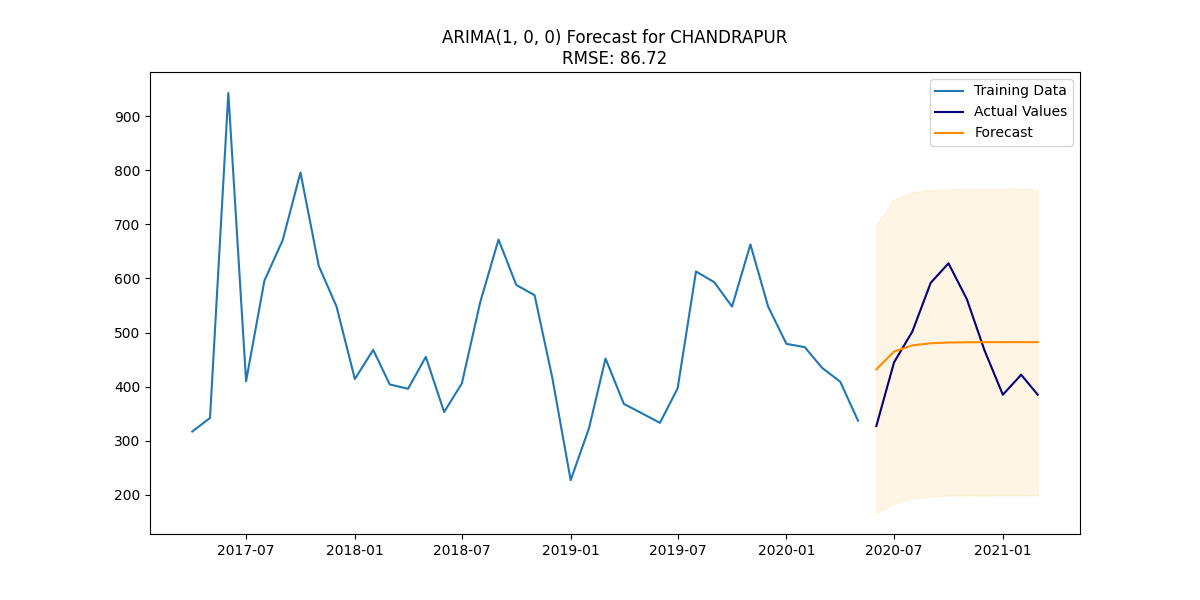 ARIMA(1, 0, 0) Forecast for CHANDRAPUR
RMSE: 86.72
Training Data
Actual Values
Forecast
900
800
700
600
500
400
300
200
2017-07 2018-01 2018-07 2019-01 2019-07 2020-01 2020-07 2021-01